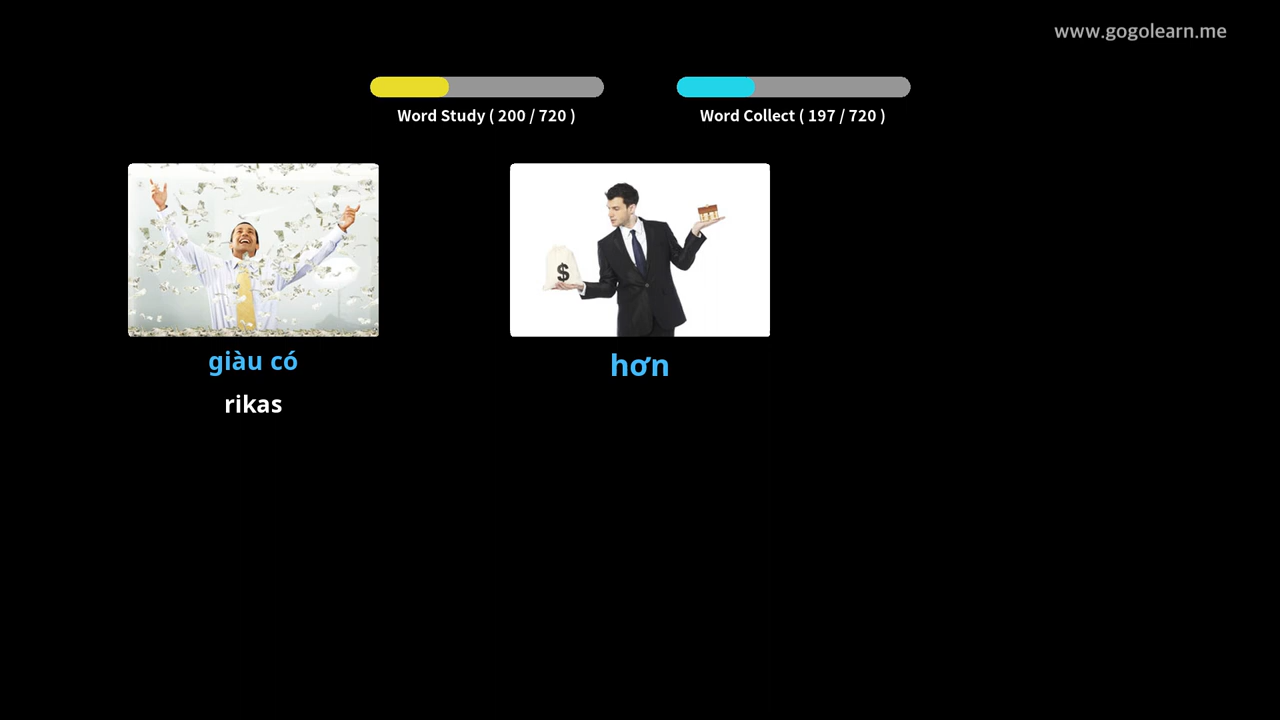 www.gogolearn.me
Word Study ( 200 / 720 )
Word Collect ( 197 / 720 )
$
giàu có
rikas
hơn